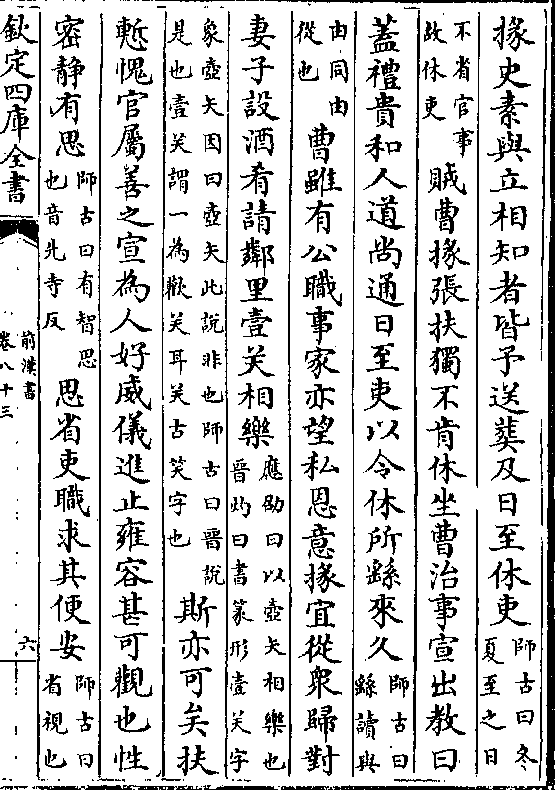 掾史素與立相知者皆予送葬及日至休吏師古曰冬夏至之日
不省官事故休吏賊曹掾張扶獨不肯休坐曹治事宣出教曰
蓋禮貴和人道尚通日至吏以令休所繇來久師古曰繇讀與
由同由從也曹雖有公職事家亦望私恩意掾宜從衆歸對
妻子設酒肴請鄰里壹关相樂應劭曰以壺矢相樂也晉灼曰書篆形壹关字
象壺矢因曰壺矢此説非也師古曰晉説是也壹关謂一為歡关耳关古笑字也斯亦可矣扶
慙愧官屬善之宣為人好威儀進止雍容甚可觀也性
密静有思師古曰有智思也音先寺反思省吏職求其便安師古曰省視也
欽定四庫全書
前漢書
卷八十三
六